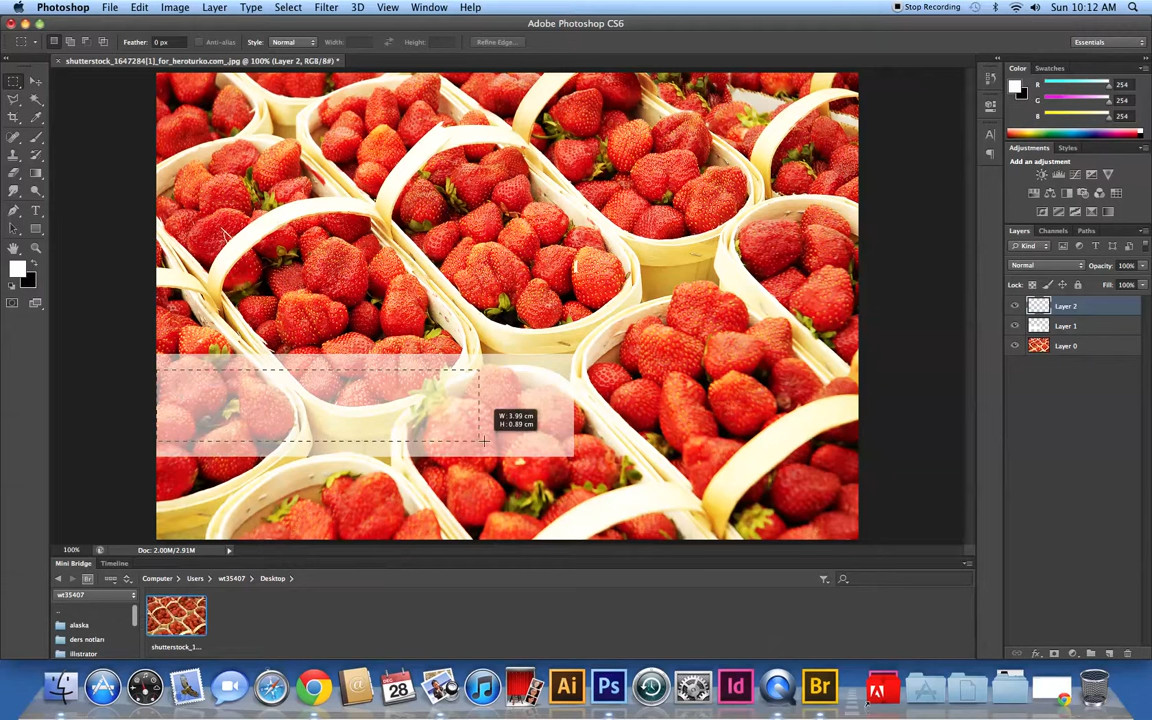 Photoshop File Edit Image Layer Type Select Filter 3D View Window Help Stop Recording Sun 10:12 AM
Adobe Photoshop CS6
Feather: 0 px Anti-alias Style: Normal Width: Height: Refine Edge... Essentials
shutterstock_1647284[1]_for_heroturko.com_.jpg @ 100% (Layer 2, RGB/8#) *
Color Swatches
R 254
G 254
B 254
Adjustments Styles
Add an adjustment
Layers Channels Paths
Kind
Normal Opacity: 100%
Lock: Fill: 100%
Layer 2
Layer 1
Layer 0
W: 3.99 cm
H: 0.89 cm
100% Doc: 2.00M/2.91M
Mini Bridge Timeline
Br Computer Users wt35407 Desktop
wt35407
..
alaska
ders notları
illistrator
shutterstock_1...
Ai Ps Id Br